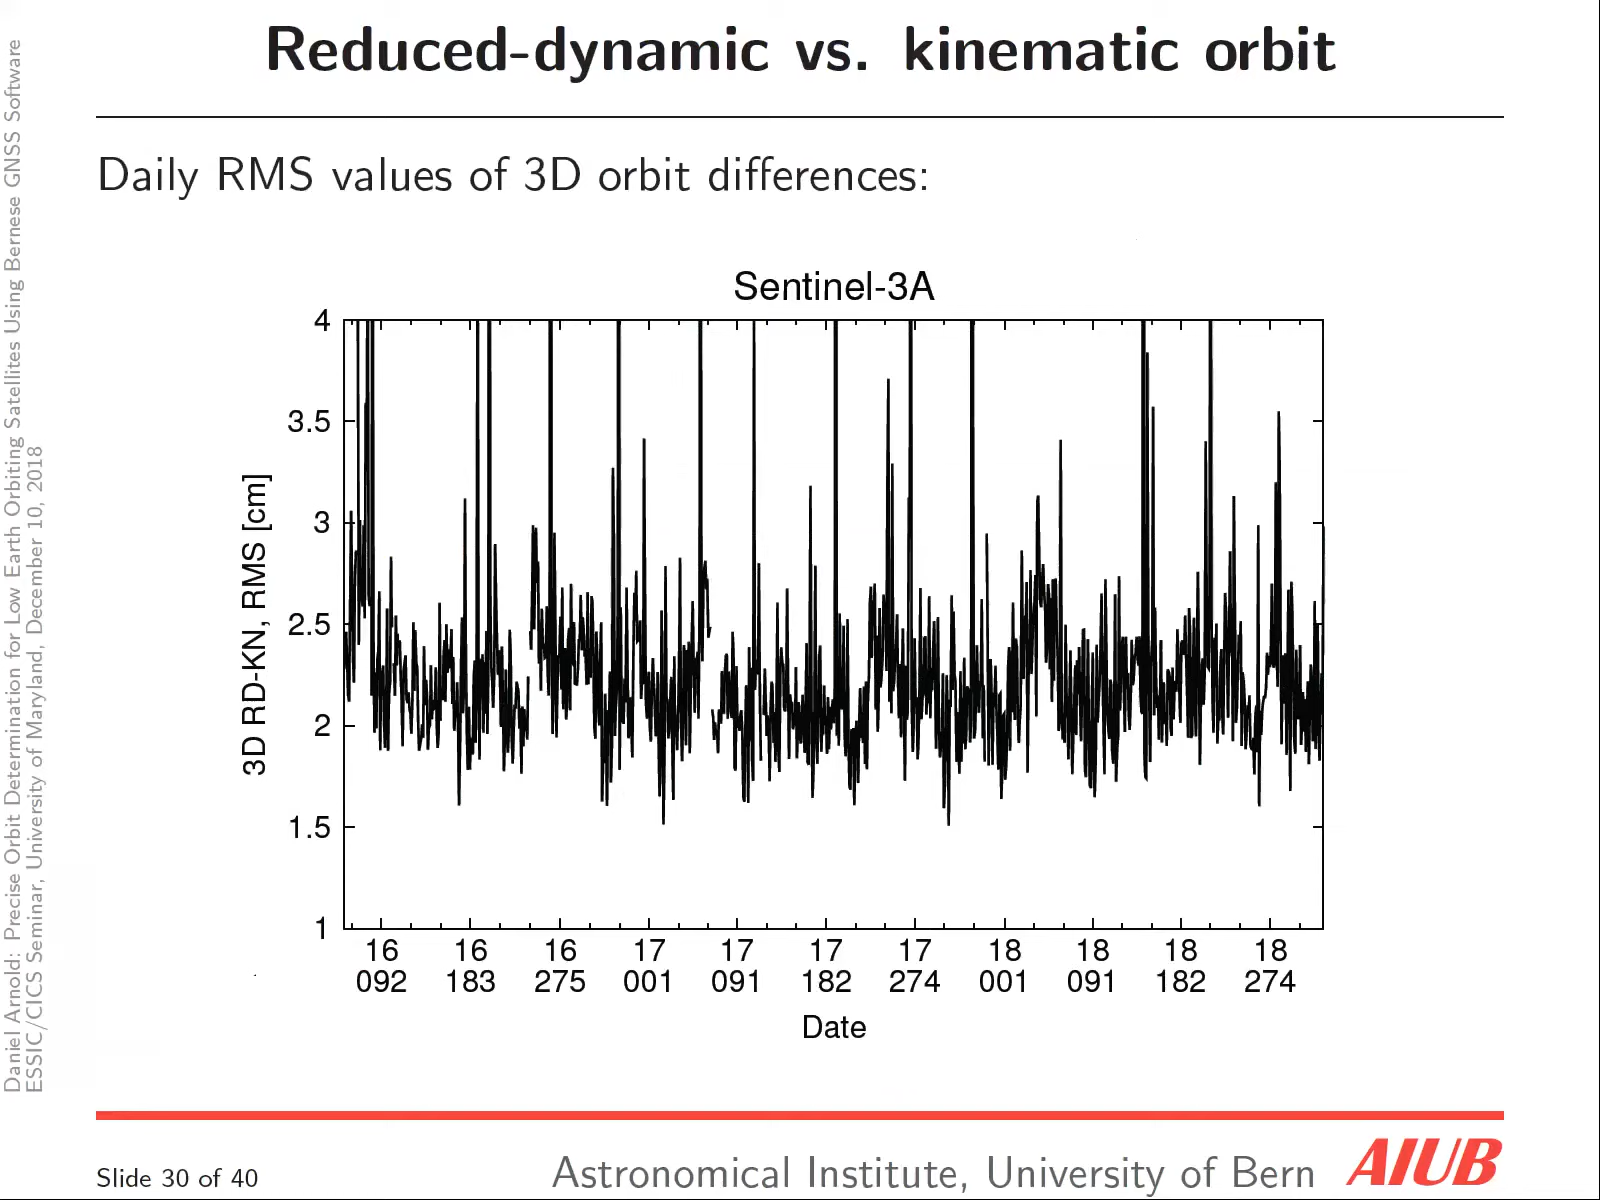 Reduced-dynamic vs. kinematic orbit
Daily RMS values of 3D orbit differences:
Sentinel-3A
4
3.5
3
2.5
2
1.5
1
3D RD-KN, RMS [cm]
16 16 16 17 17 17 17 18 18 18 18
092 183 275 001 091 182 274 001 091 182 274
Date
Daniel Arnold: Precise Orbit Determination for Low Earth Orbiting Satellites Using Bernese GNSS Software
ESSIC/CICS Seminar, University of Maryland, December 10, 2018
Slide 30 of 40
Astronomical Institute, University of Bern
AIUB